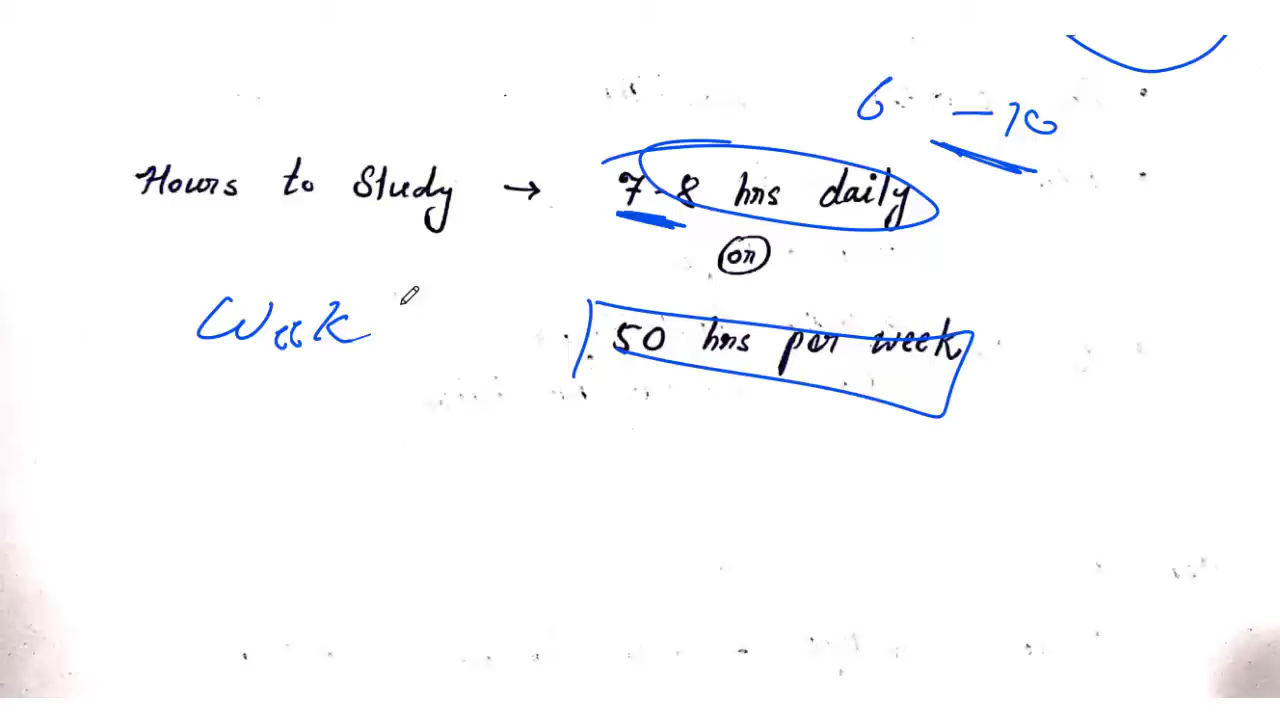 6 - 10
Hours to Study → 7-8 hrs daily
or
Week
50 hrs per week